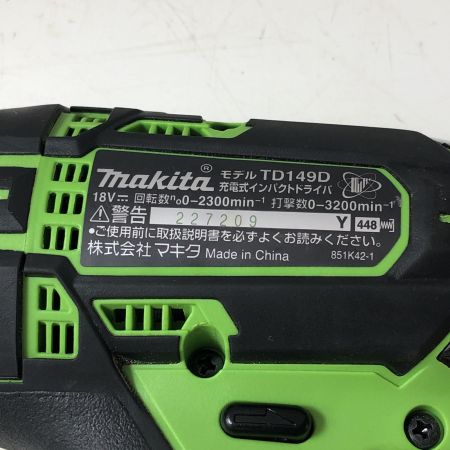 makita® モデル TD149D
充電式インパクトドライバ
18V⎓ 回転数n₀0-2300min⁻¹ 打撃数0-3200min⁻¹
⚠警告 227209 Y 448
●ご使用前に取扱説明書を必ずよくお読みください。
株式会社マキタ Made in China 851K42-1